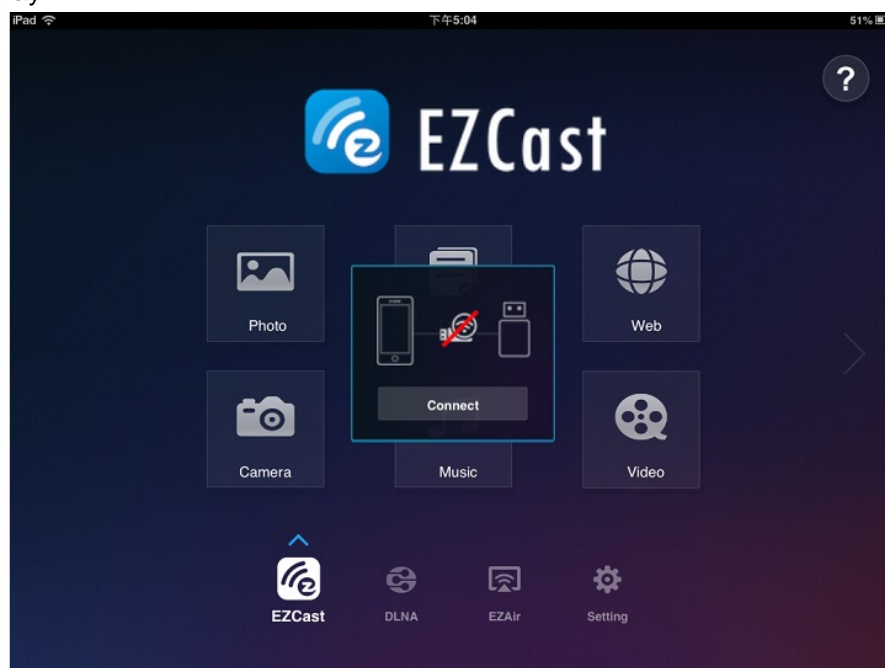 iPad 下午5:04 51%
?
EZCast
Photo
Web
Connect
Camera Music Video
EZCast DLNA EZAir Setting